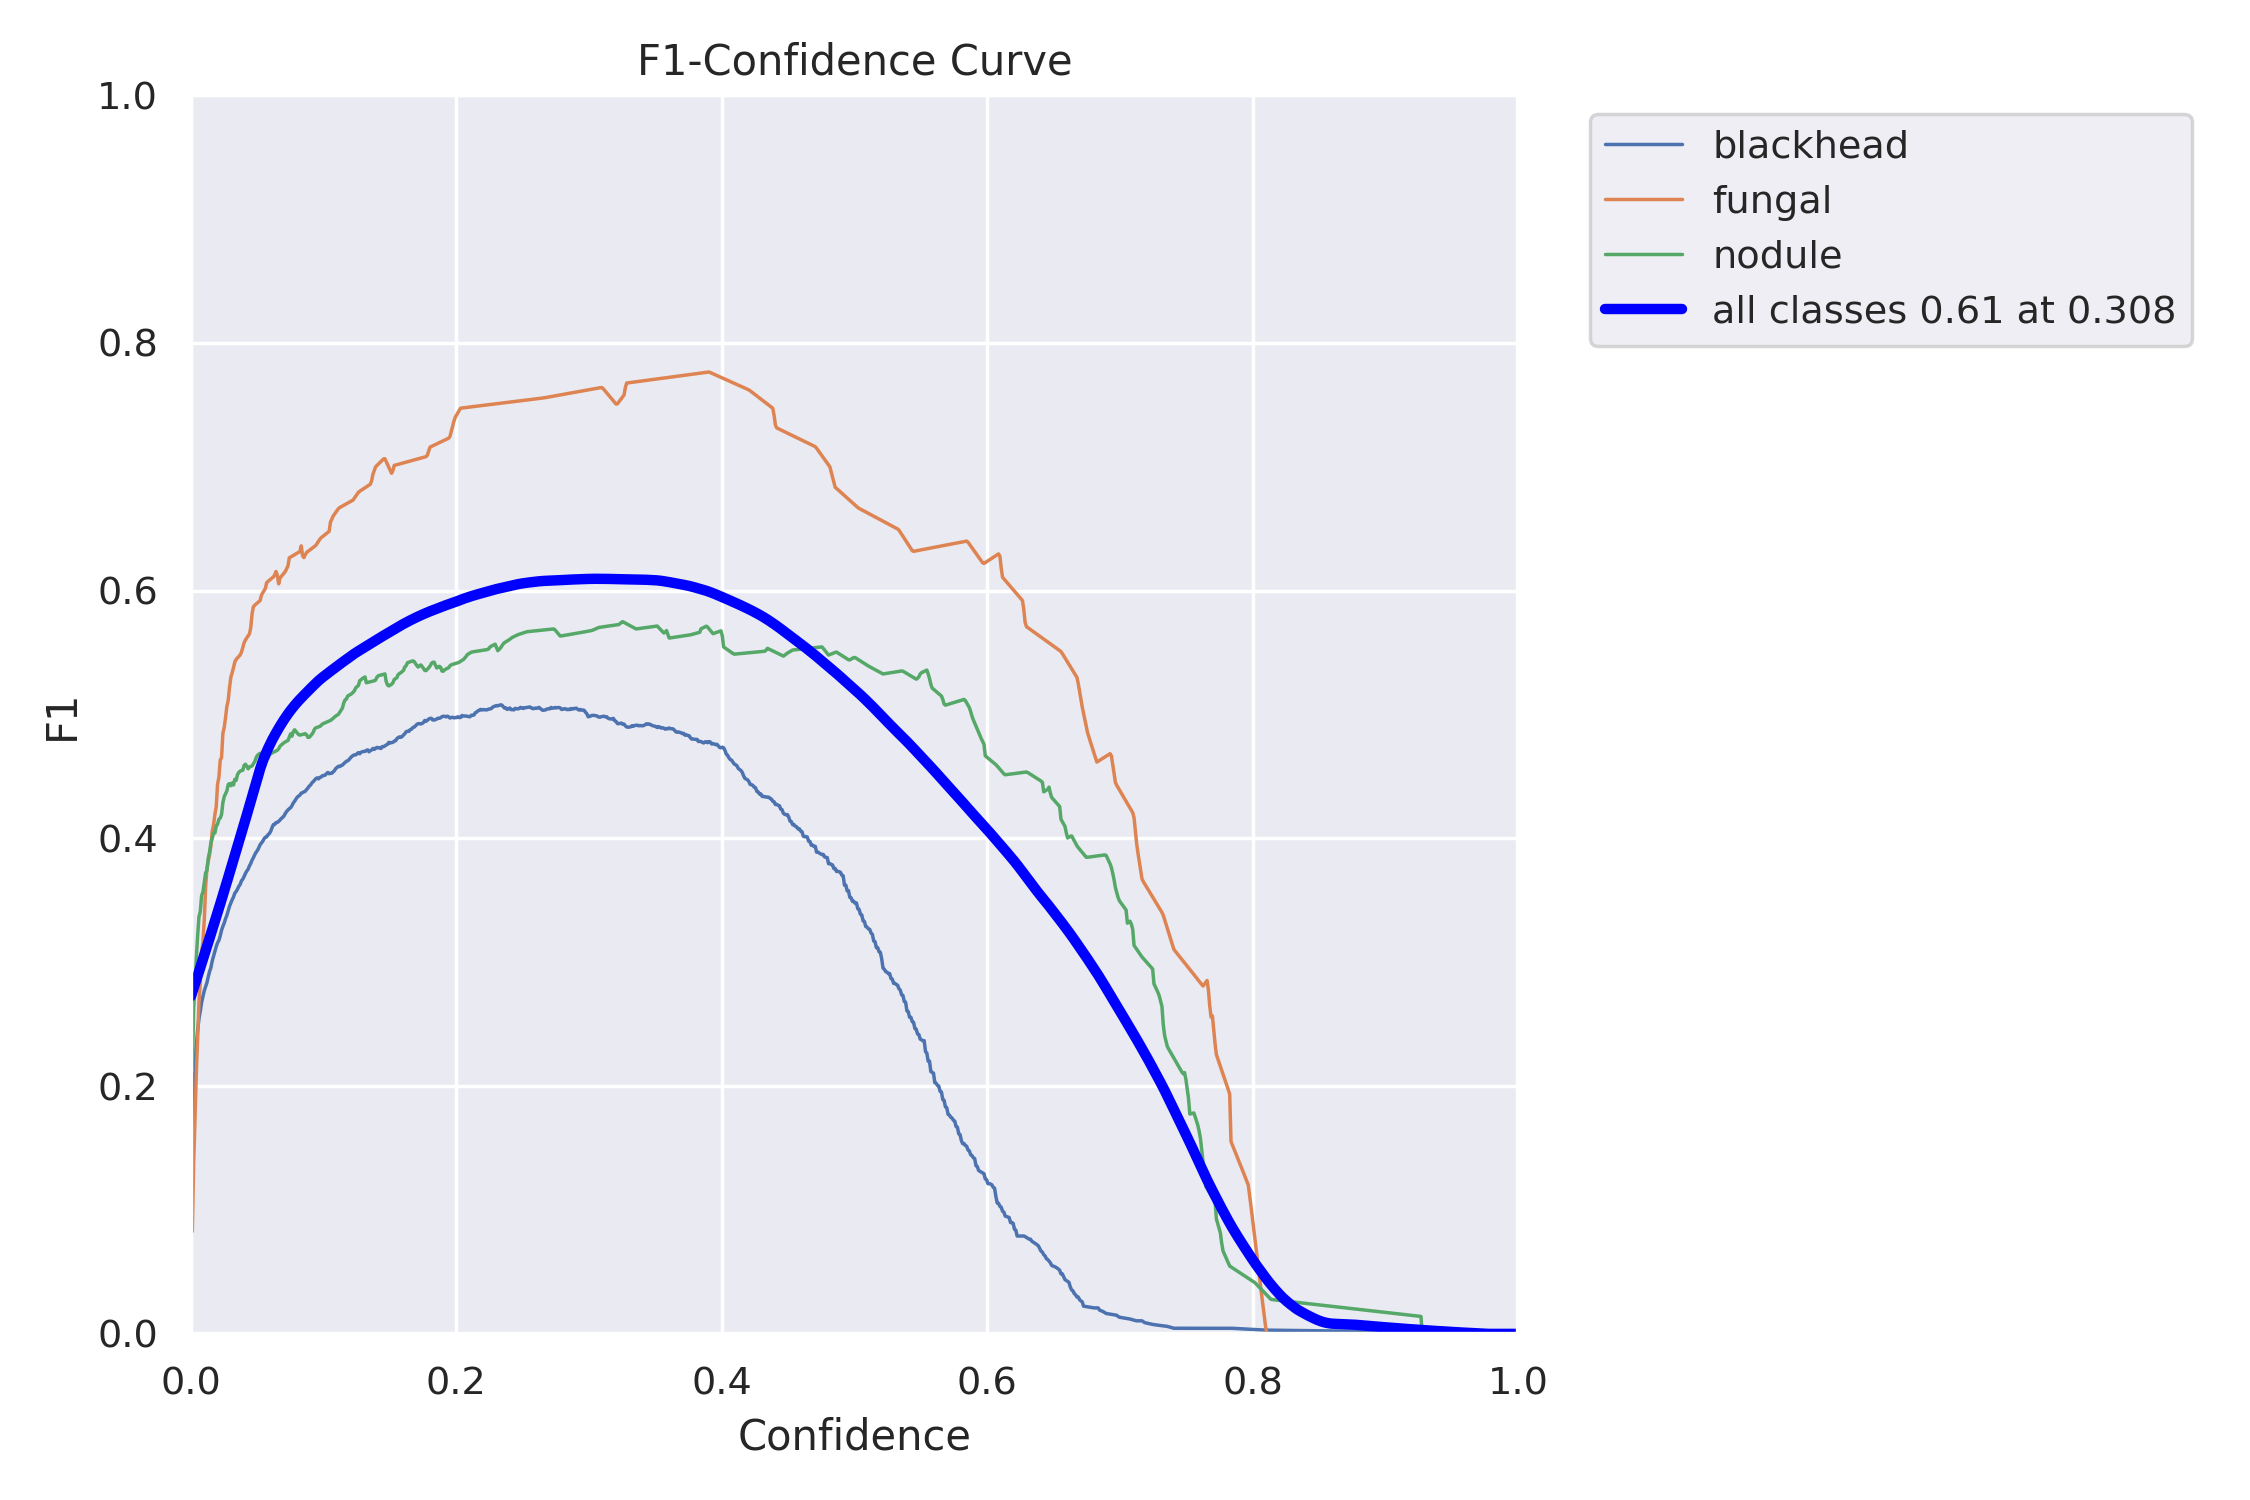 F1-Confidence Curve
1.0
0.8
0.6
0.4
0.2
0.0
F1
0.0 0.2 0.4 0.6 0.8 1.0
Confidence
blackhead
fungal
nodule
all classes 0.61 at 0.308